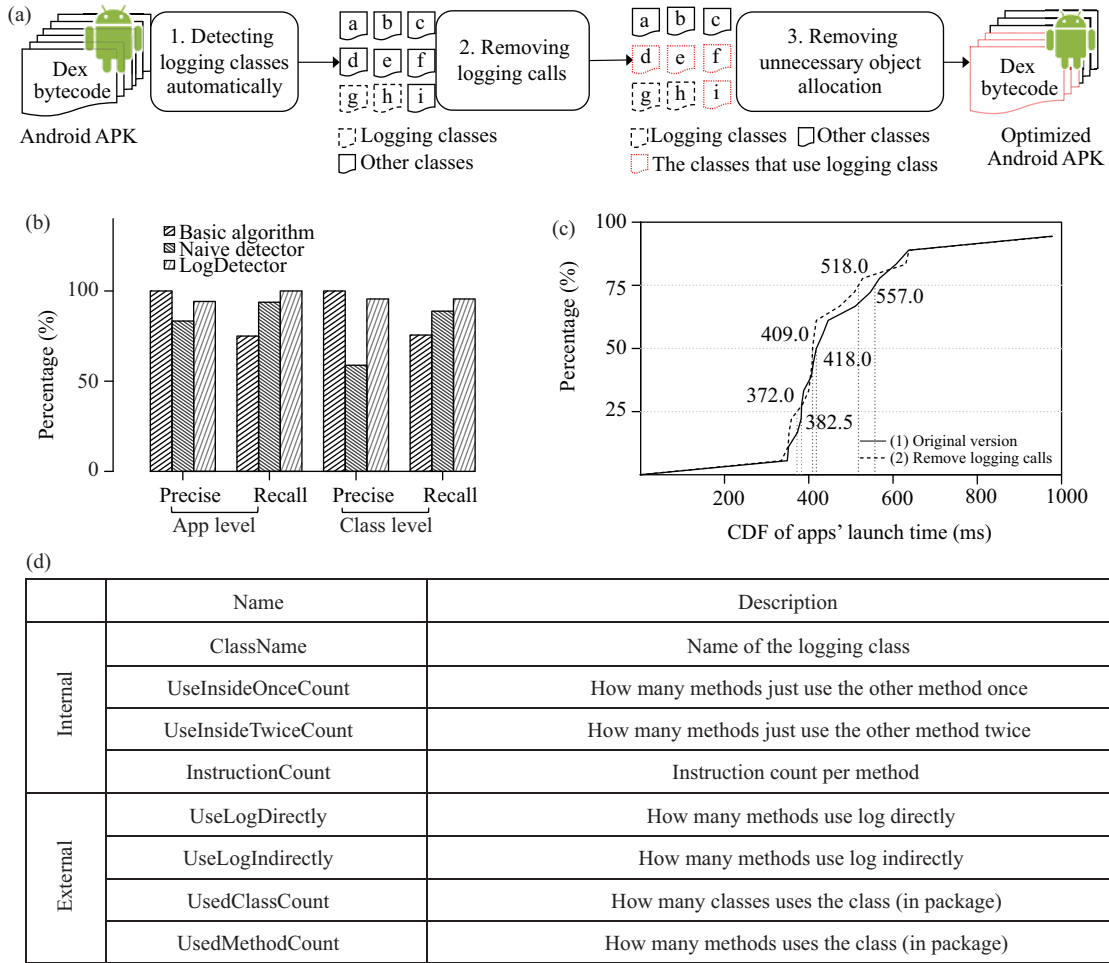 (a)
Dex
bytecode
Android APK
1. Detecting
logging classes
automatically
a b c
d e f
g h i
Logging classes
Other classes
2. Removing
logging calls
a b c
d e f
g h i
Logging classes Other classes
The classes that use logging class
3. Removing
unnecessary object
allocation
Dex
bytecode
Optimized
Android APK
(b)
Basic algorithm
Naive detector
LogDetector
Percentage (%)
100
50
0
Precise Recall Precise Recall
App level Class level
(c)
Percentage (%)
100
75
50
25
518.0
557.0
409.0
418.0
372.0
382.5
(1) Original version
(2) Remove logging calls
200 400 600 800 1000
CDF of apps' launch time (ms)
(d)
Name Description
Internal
ClassName Name of the logging class
UseInsideOnceCount How many methods just use the other method once
UseInsideTwiceCount How many methods just use the other method twice
InstructionCount Instruction count per method
External
UseLogDirectly How many methods use log directly
UseLogIndirectly How many methods use log indirectly
UsedClassCount How many classes uses the class (in package)
UsedMethodCount How many methods uses the class (in package)